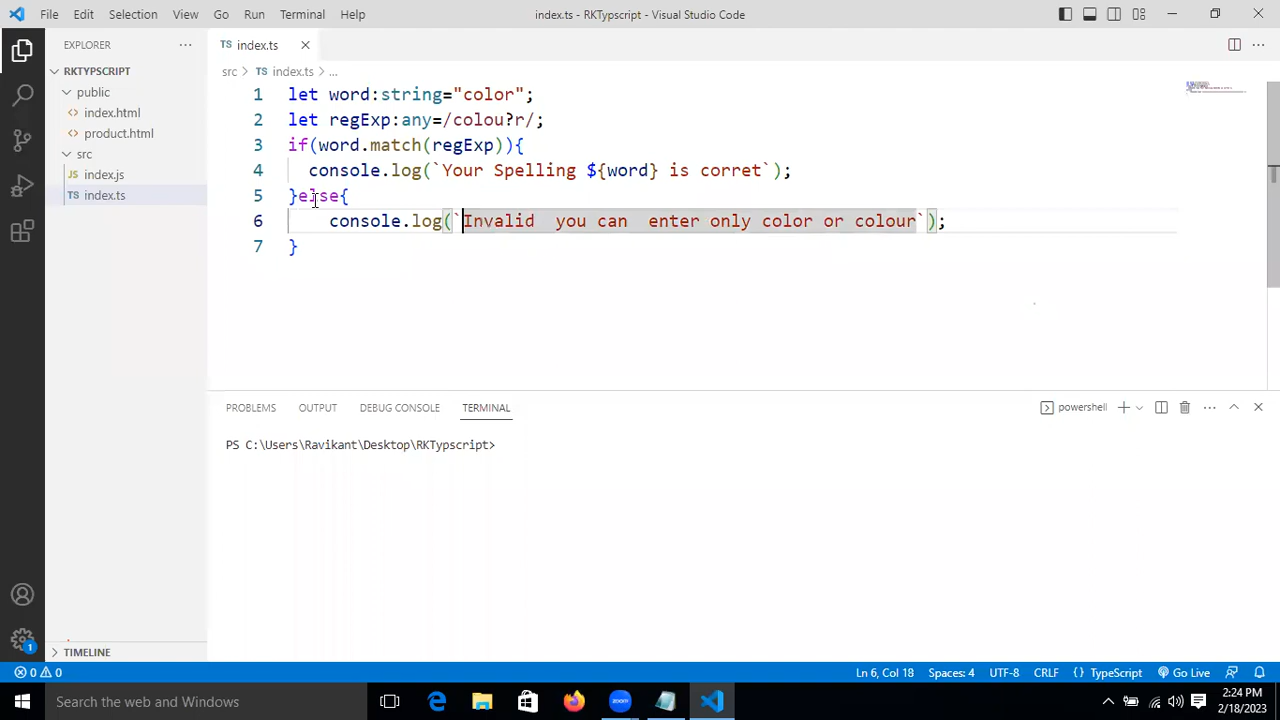 File Edit Selection View Go Run Terminal Help index.ts - RKTypscript - Visual Studio Code
EXPLORER
TS index.ts
RKTYPSCRIPT
src > TS index.ts > ...
public
index.html
product.html
src
index.js
TS index.ts
1 let word:string="color";
2 let regExp:any=/colou?r/;
3 if(word.match(regExp)){
4 console.log(`Your Spelling ${word} is corret`);
5 }else{
6 console.log(`Invalid  you can  enter only color or colour`);
7 }
PROBLEMS OUTPUT DEBUG CONSOLE TERMINAL powershell
PS C:\Users\Ravikant\Desktop\RKTypscript>
1
TIMELINE
0 0 Ln 6, Col 18 Spaces: 4 UTF-8 CRLF {} TypeScript Go Live
Search the web and Windows
zoom
2:24 PM
2/18/2023